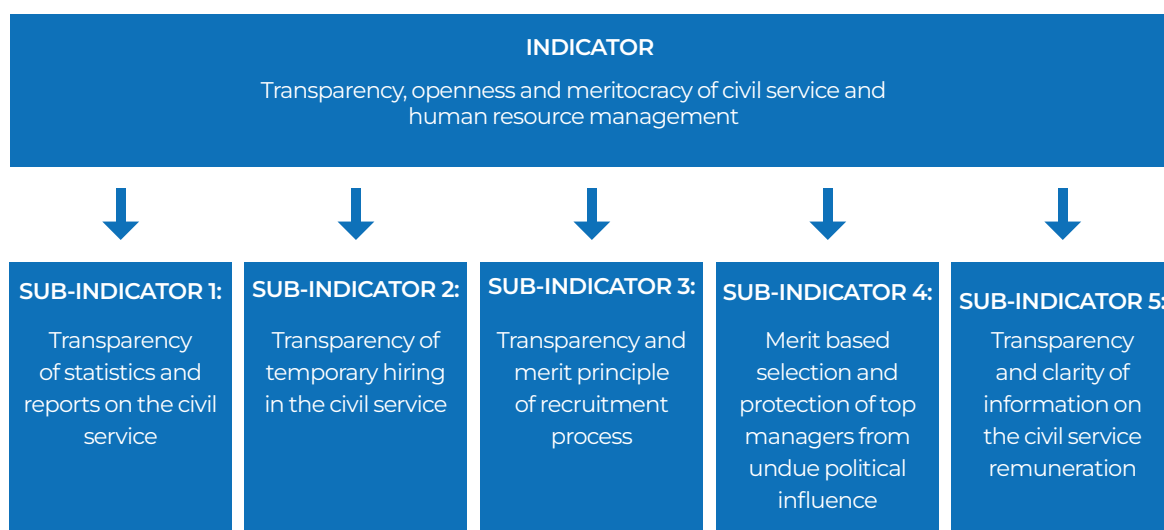 INDICATOR
Transparency, openness and meritocracy of civil service and
human resource management
SUB-INDICATOR 1:
Transparency
of statistics and
reports on the civil
service
SUB-INDICATOR 2:
Transparency of
temporary hiring
in the civil service
SUB-INDICATOR 3:
Transparency and
merit principle
of recruitment
process
SUB-INDICATOR 4:
Merit based
selection and
protection of top
managers from
undue political
influence
SUB-INDICATOR 5:
Transparency
and clarity of
information on
the civil service
remuneration